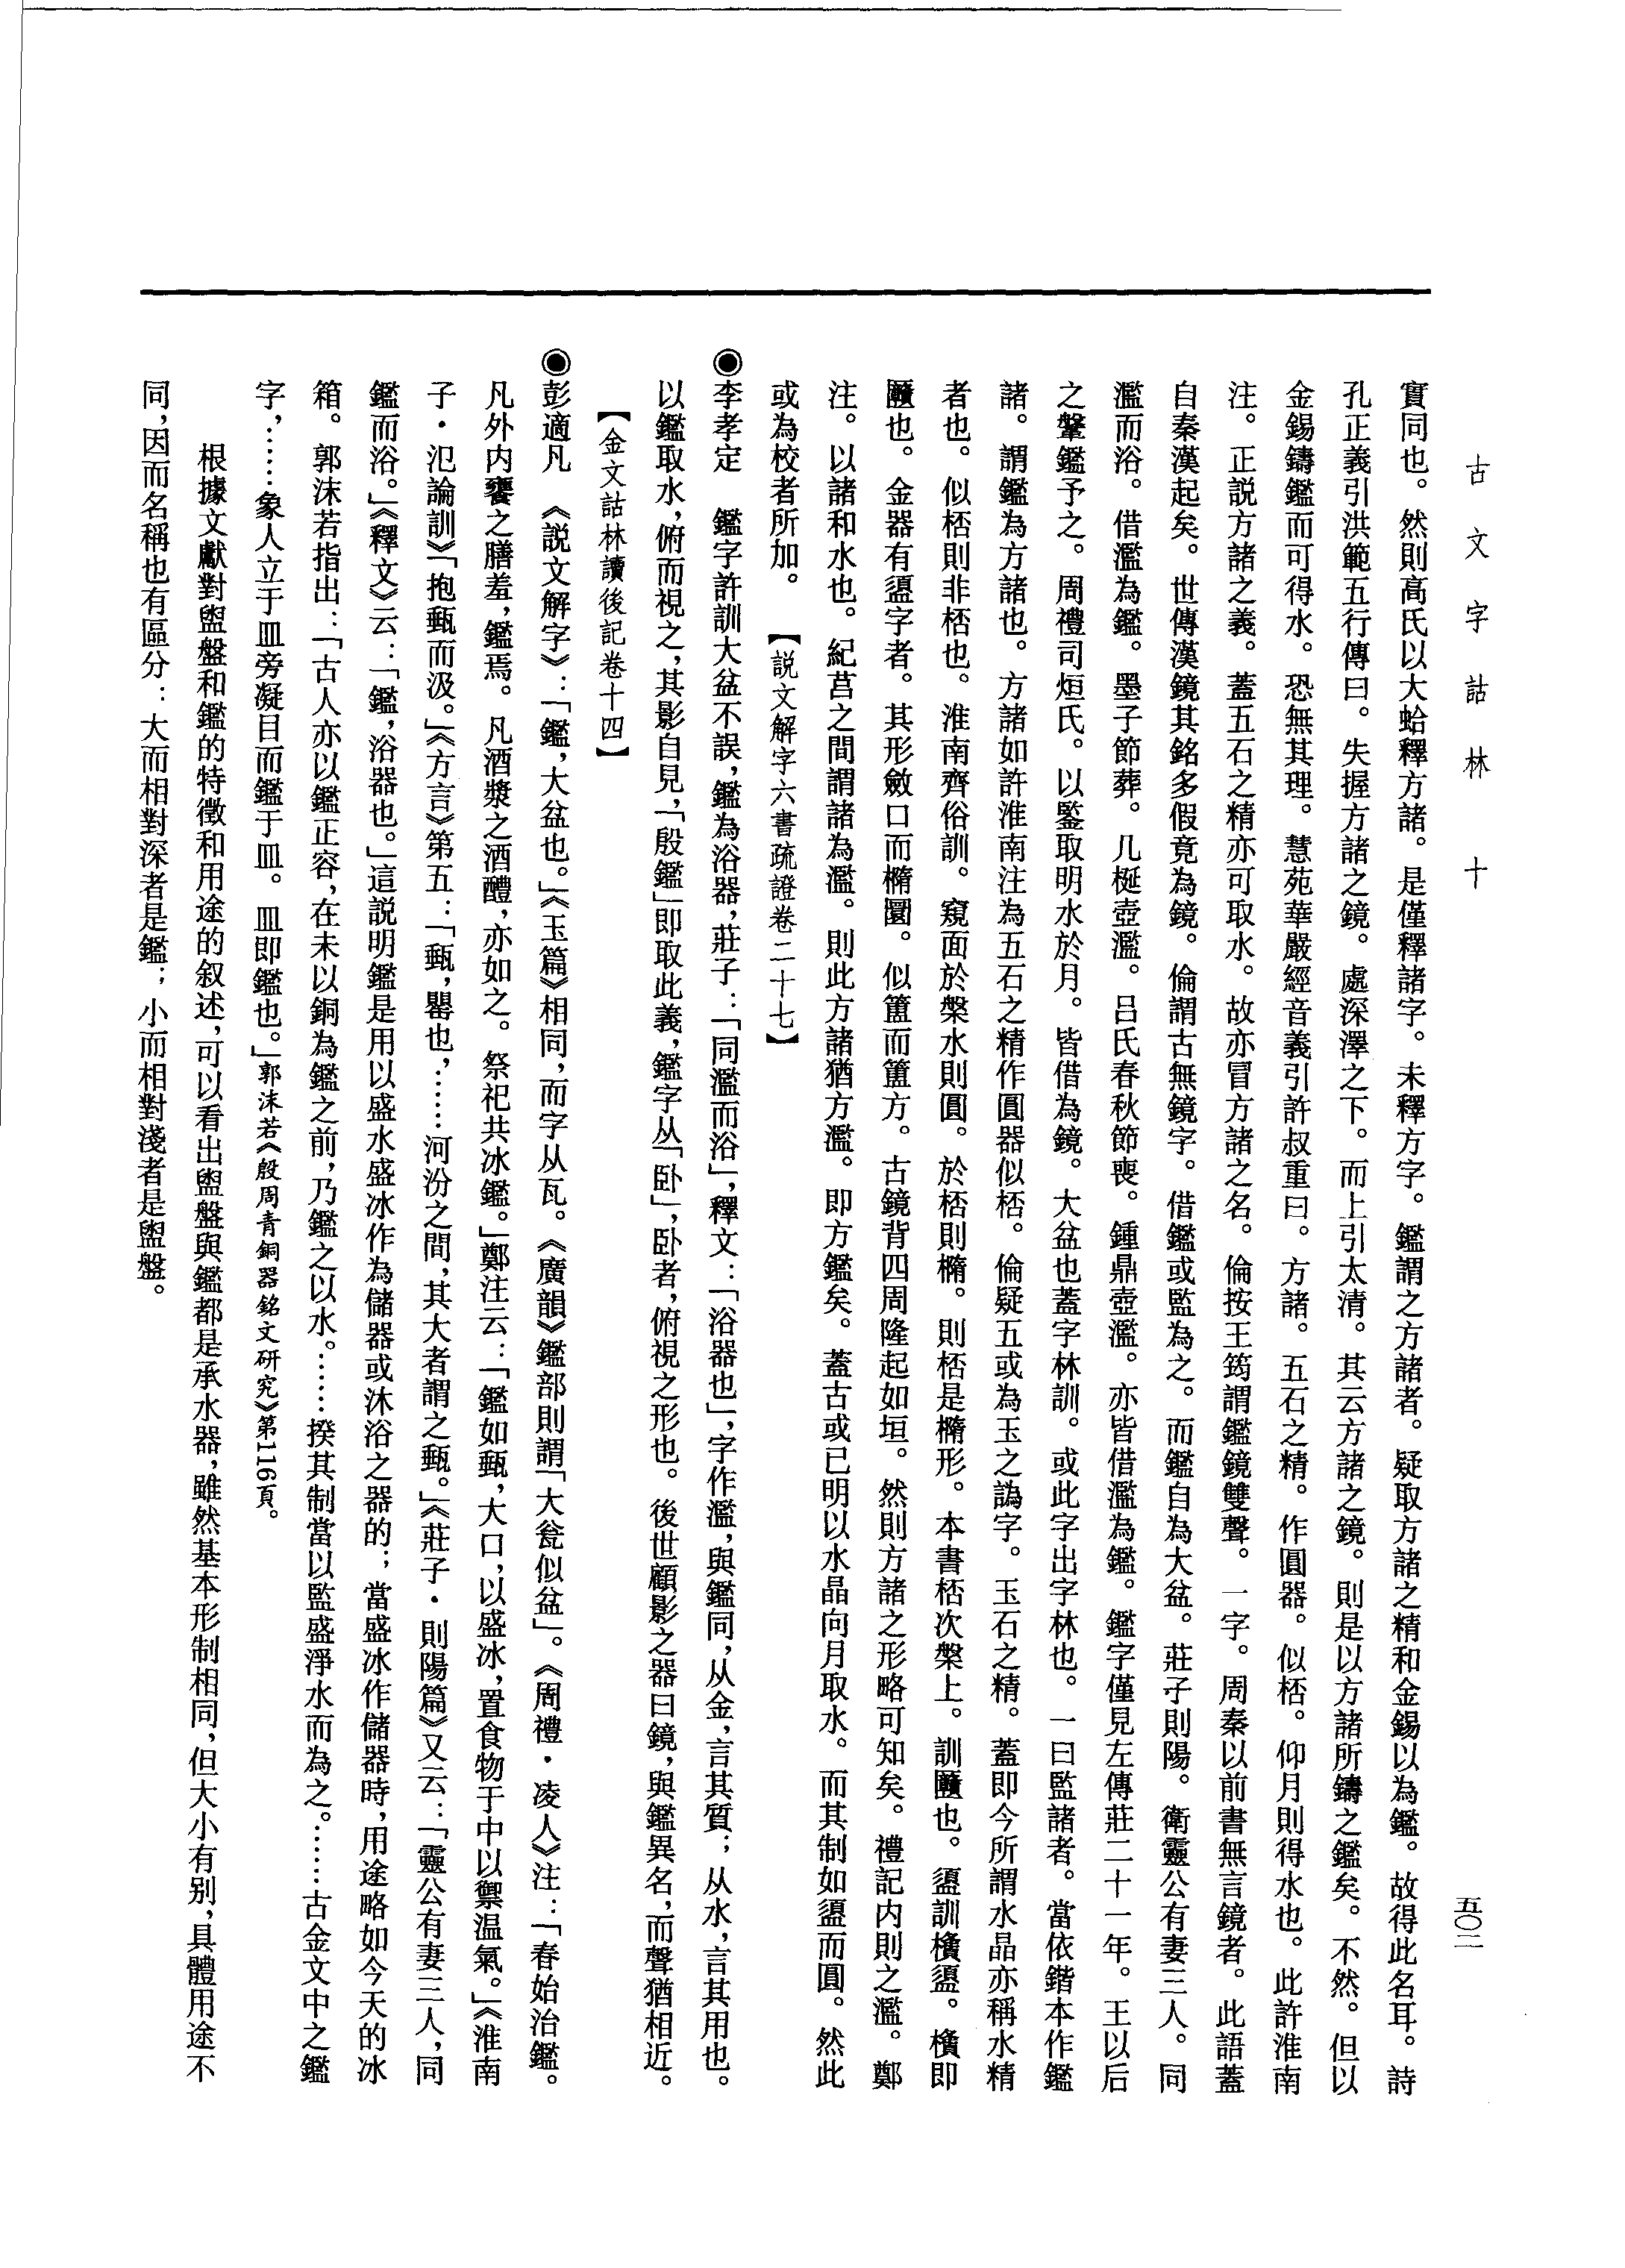 古文字詁林　十
五〇二
實同也。然則高氏以大蛤釋方諸。是僅釋諸字。未釋方字。鑑謂之方諸者。疑取方諸之精和金錫以為鑑。故得此名耳。詩
孔正義引洪範五行傳曰。失握方諸之鏡。處深澤之下。而上引太清。其云方諸之鏡。則是以方諸所鑄之鑑矣。不然。但以
金錫鑄鑑而可得水。恐無其理。慧苑華嚴經音義引許叔重曰。方諸。五石之精。作圓器。似桮。仰月則得水也。此許淮南
注。正説方諸之義。蓋五石之精亦可取水。故亦冒方諸之名。倫按王筠謂鑑鏡雙聲。一字。周秦以前書無言鏡者。此語蓋
自秦漢起矣。世傳漢鏡其銘多假竟為鏡。倫謂古無鏡字。借鑑或監為之。而鑑自為大盆。莊子則陽。衛靈公有妻三人。同
濫而浴。借濫為鑑。墨子節葬。几梴壺濫。吕氏春秋節喪。鍾鼎壺濫。亦皆借濫為鑑。鑑字僅見左傳莊二十一年。王以后
之鞶鑑予之。周禮司烜氏。以鑒取明水於月。皆借為鏡。大盆也蓋字林訓。或此字出字林也。一曰監諸者。當依鍇本作鑑
諸。謂鑑為方諸也。方諸如許淮南注為五石之精作圓器似桮。倫疑五或為玉之譌字。玉石之精。蓋即今所謂水晶亦稱水精
者也。似桮則非桮也。淮南齊俗訓。窺面於槃水則圓。於桮則橢。則桮是橢形。本書桮次槃上。訓匲也。盨訓槓盨。槓即
匲也。金器有盨字者。其形斂口而橢圜。似簠而簠方。古鏡背四周隆起如垣。然則方諸之形略可知矣。禮記内則之濫。鄭
注。以諸和水也。紀莒之間謂諸為濫。則此方諸猶方濫。即方鑑矣。蓋古或已明以水晶向月取水。而其制如盨而圓。然此
或為校者所加。　【説文解字六書疏證卷二十七】
◉李孝定　鑑字許訓大盆不誤，鑑為浴器，莊子：「同濫而浴」，釋文：「浴器也」，字作濫，與鑑同，从金，言其質；从水，言其用也。
以鑑取水，俯而視之，其影自見，「殷鑑」即取此義，鑑字从「卧」，卧者，俯視之形也。後世顧影之器曰鏡，與鑑異名，而聲猶相近。
【金文詁林讀後記卷十四】
◉彭適凡　《説文解字》：「鑑，大盆也。」《玉篇》相同，而字从瓦。《廣韻》鑑部則謂「大瓮似盆」。《周禮·凌人》注：「春始治鑑。
凡外内饔之膳羞，鑑焉。凡酒漿之酒醴，亦如之。祭祀共冰鑑。」鄭注云：「鑑如甀，大口，以盛冰，置食物于中以禦温氣。」《淮南
子·氾論訓》「抱甀而汲。」《方言》第五：「甀，罌也，……河汾之間，其大者謂之甀。」《莊子·則陽篇》又云：「靈公有妻三人，同
鑑而浴。」《釋文》云：「鑑，浴器也。」這説明鑑是用以盛水盛冰作為儲器或沐浴之器的；當盛冰作儲器時，用途略如今天的冰
箱。郭沫若指出：「古人亦以鑑正容，在未以銅為鑑之前，乃鑑之以水。……揆其制當以監盛淨水而為之。……古金文中之鑑
字，……象人立于皿旁凝目而鑑于皿。皿即鑑也。」郭沫若《殷周青銅器銘文研究》第116頁。
根據文獻對盥盤和鑑的特徵和用途的叙述，可以看出盥盤與鑑都是承水器，雖然基本形制相同，但大小有别，具體用途不
同，因而名稱也有區分：大而相對深者是鑑；小而相對淺者是盥盤。